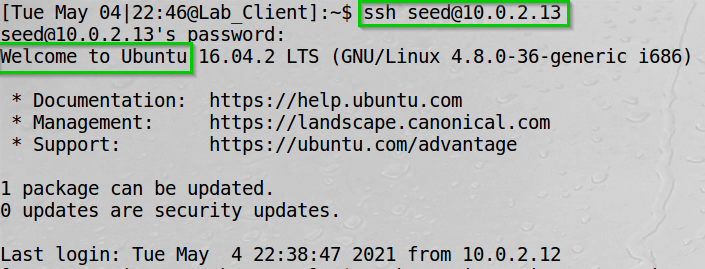 [Tue May 04|22:46@Lab_Client]:~$ ssh seed@10.0.2.13
seed@10.0.2.13's password:
Welcome to Ubuntu 16.04.2 LTS (GNU/Linux 4.8.0-36-generic i686)
* Documentation: https://help.ubuntu.com
* Management: https://landscape.canonical.com
* Support: https://ubuntu.com/advantage
1 package can be updated.
0 updates are security updates.
Last login: Tue May 4 22:38:47 2021 from 10.0.2.12